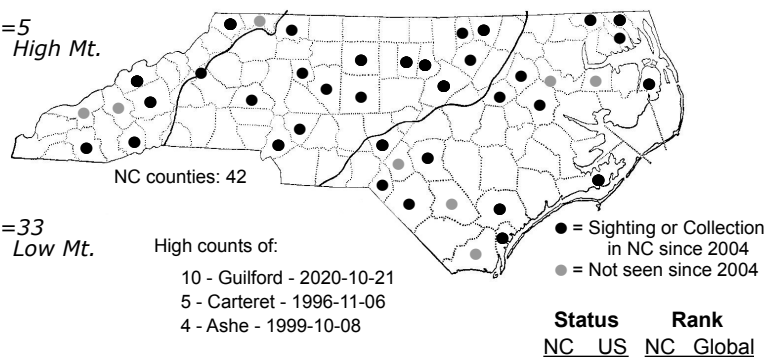 =5
High Mt.
NC counties: 42
=33
Low Mt.
High counts of:
10 - Guilford - 2020-10-21
5 - Carteret - 1996-11-06
4 - Ashe - 1999-10-08
= Sighting or Collection
in NC since 2004
= Not seen since 2004
Status Rank
NC US NC Global